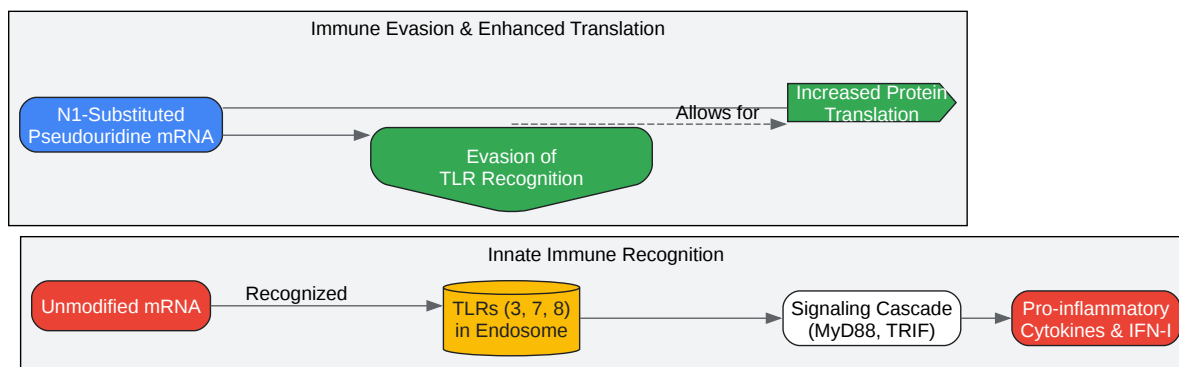 Immune Evasion & Enhanced Translation
N1-Substituted
Pseudouridine mRNA
Increased Protein
Translation
Allows for
Evasion of
TLR Recognition
Innate Immune Recognition
Unmodified mRNA
Recognized
TLRs (3, 7, 8)
in Endosome
Signaling Cascade
(MyD88, TRIF)
Pro-inflammatory
Cytokines & IFN-I